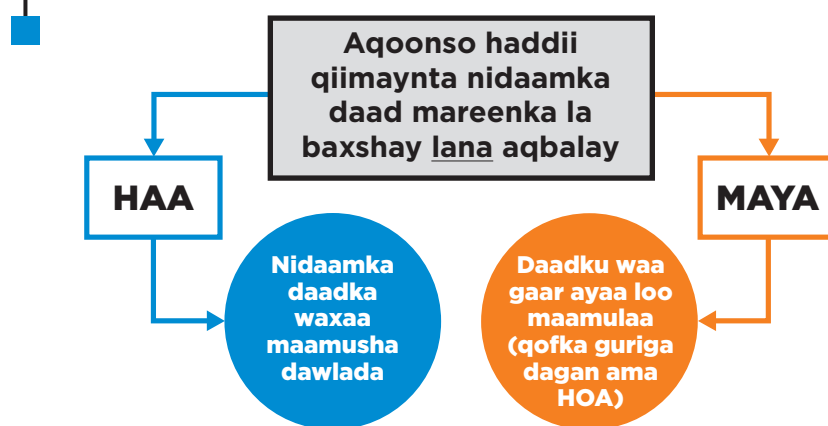 Aqoonso haddii
qiimaynta nidaamka
daad mareenka la
baxshay lana aqbalay
HAA
MAYA
Nidaamka
daadka
waxaa
maamusha
dawlada
Daadku waa
gaar ayaa loo
maamulaa
(qofka guriga
dagan ama
HOA)